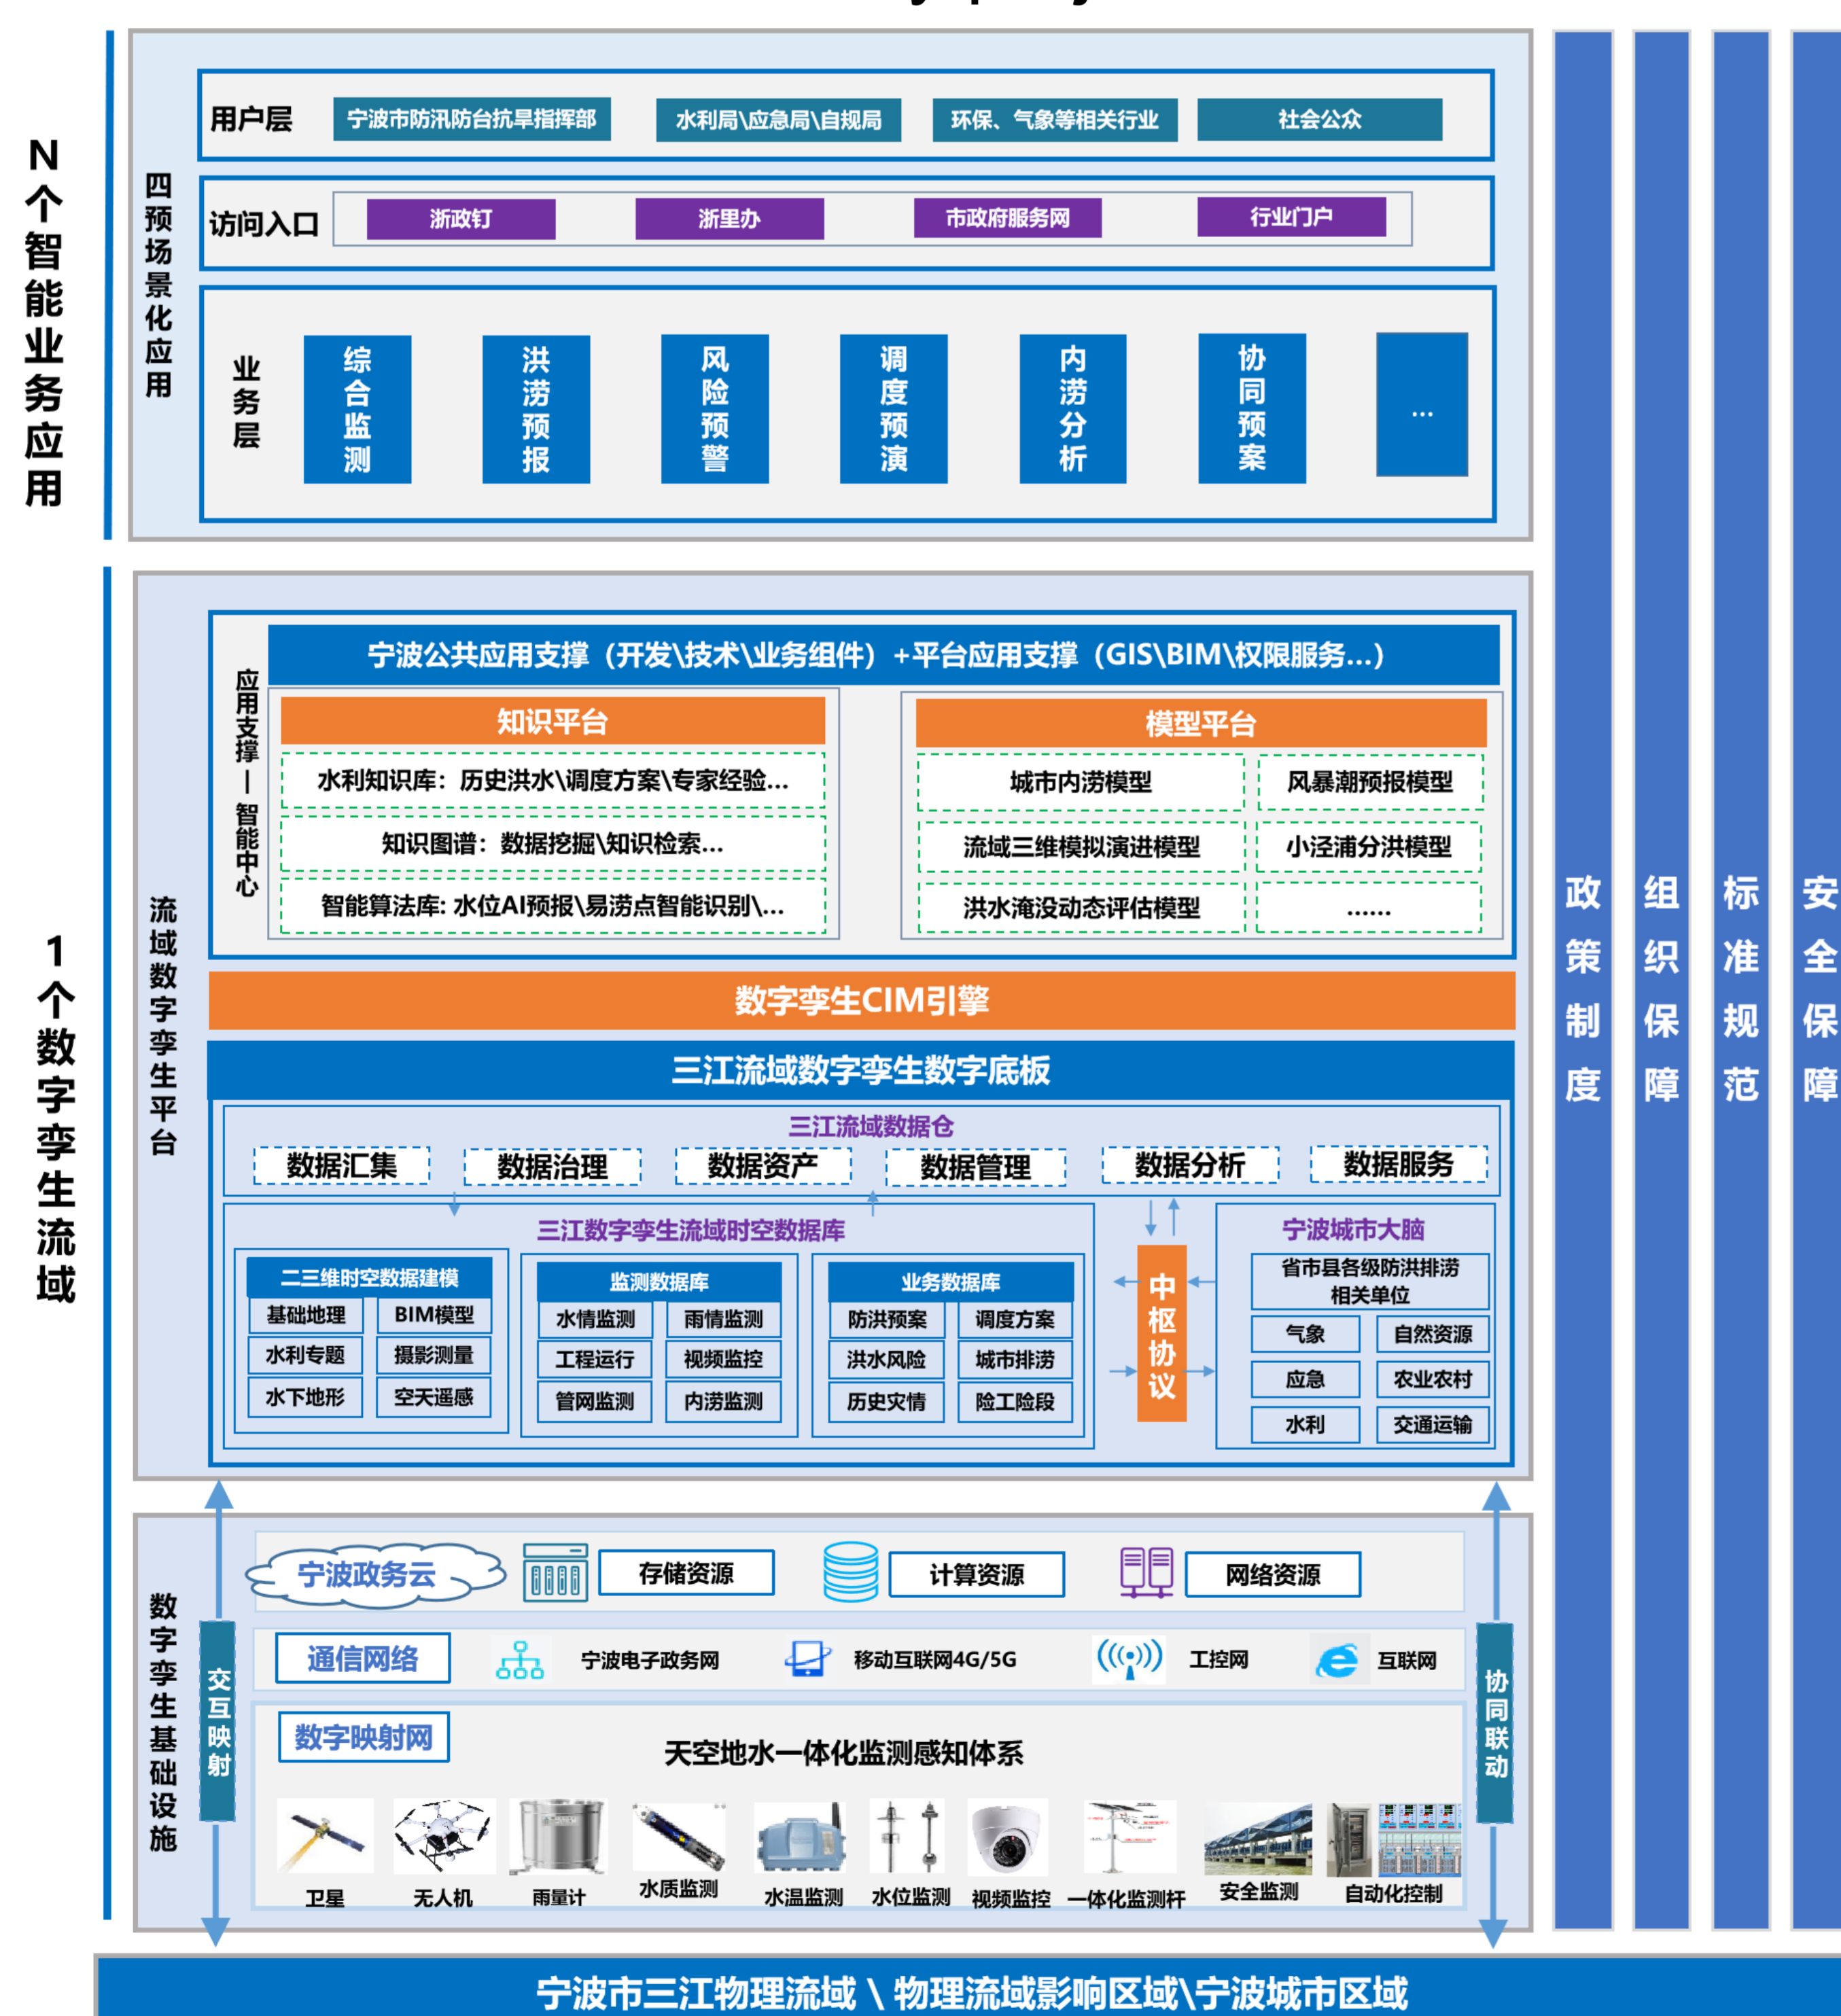 N个智能业务应用
四预场景化应用
用户层
宁波市防汛防台抗旱指挥部
水利局\应急局\自规局
环保、气象等相关行业
社会公众
访问入口
浙政钉
浙里办
市政府服务网
行业门户
业务层
综合监测
洪涝预报
风险预警
调度预演
内涝分析
协同预案
...
1个数字孪生流域
流域数字孪生平台
应用支撑|智能中心
宁波公共应用支撑（开发\技术\业务组件）+平台应用支撑（GIS\BIM\权限服务...）
知识平台
水利知识库：历史洪水\调度方案\专家经验...
知识图谱：数据挖掘\知识检索...
智能算法库: 水位AI预报\易涝点智能识别\...
模型平台
城市内涝模型
风暴潮预报模型
流域三维模拟演进模型
小泾浦分洪模型
洪水淹没动态评估模型
......
数字孪生CIM引擎
三江流域数字孪生数字底板
三江流域数据仓
数据汇集
数据治理
数据资产
数据管理
数据分析
数据服务
三江数字孪生流域时空数据库
二三维时空数据建模
基础地理
BIM模型
水利专题
摄影测量
水下地形
空天遥感
监测数据库
水情监测
雨情监测
工程运行
视频监控
管网监测
内涝监测
业务数据库
防洪预案
调度方案
洪水风险
城市排涝
历史灾情
险工险段
中枢协议
宁波城市大脑
省市县各级防洪排涝
相关单位
气象
自然资源
应急
农业农村
水利
交通运输
数字孪生基础设施
交互映射
协同联动
宁波政务云
存储资源
计算资源
网络资源
通信网络
宁波电子政务网
移动互联网4G/5G
工控网
互联网
数字映射网
天空地水一体化监测感知体系
卫星
无人机
雨量计
水质监测
水温监测
水位监测
视频监控
一体化监测杆
安全监测
自动化控制
政策制度
组织保障
标准规范
安全保障
宁波市三江物理流域 \ 物理流域影响区域\宁波城市区域